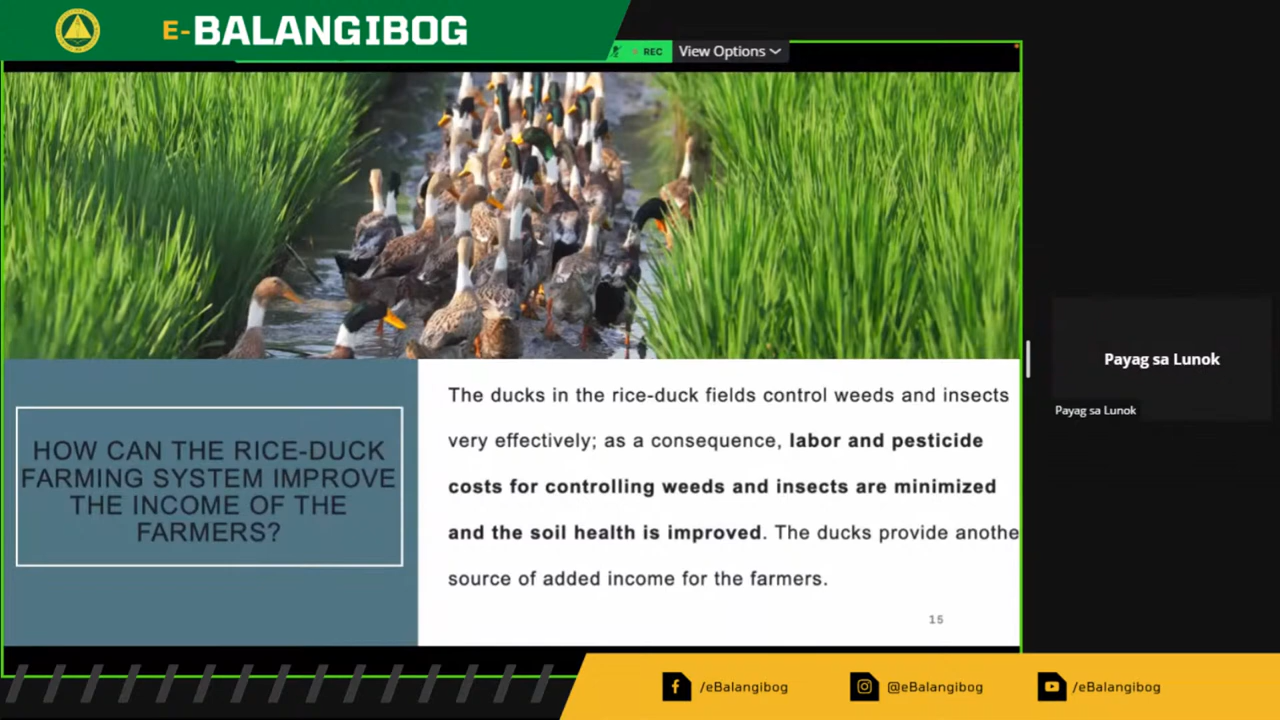 E-BALANGIBOG
REC
View Options
HOW CAN THE RICE-DUCK
FARMING SYSTEM IMPROVE
THE INCOME OF THE
FARMERS?
The ducks in the rice-duck fields control weeds and insects
very effectively; as a consequence, labor and pesticide
costs for controlling weeds and insects are minimized
and the soil health is improved. The ducks provide anothe
source of added income for the farmers.
15
Payag sa Lunok
Payag sa Lunok
/eBalangibog
@eBalangibog
/eBalangibog